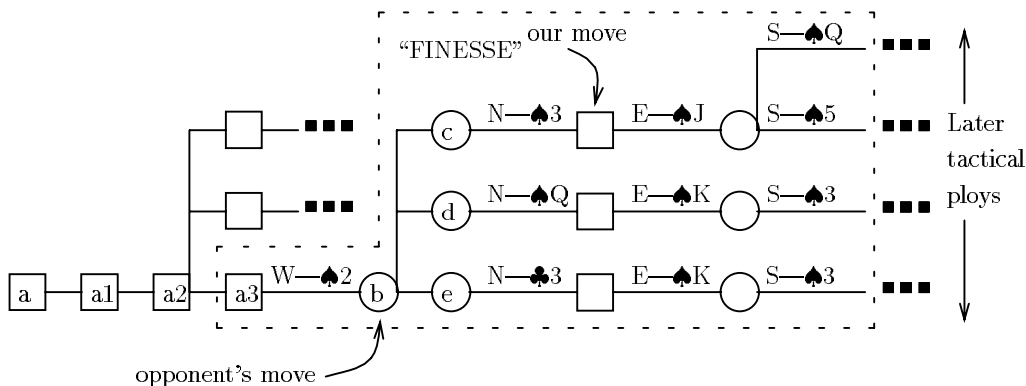 S—♠Q
our move
“FINESSE”
N—♠3
E—♠J
S—♠5
c
Later
tactical
ploys
N—♠Q
E—♠K
S—♠3
d
W—♠2
N—♣3
E—♠K
S—♠3
a
a1
a2
a3
b
e
opponent's move